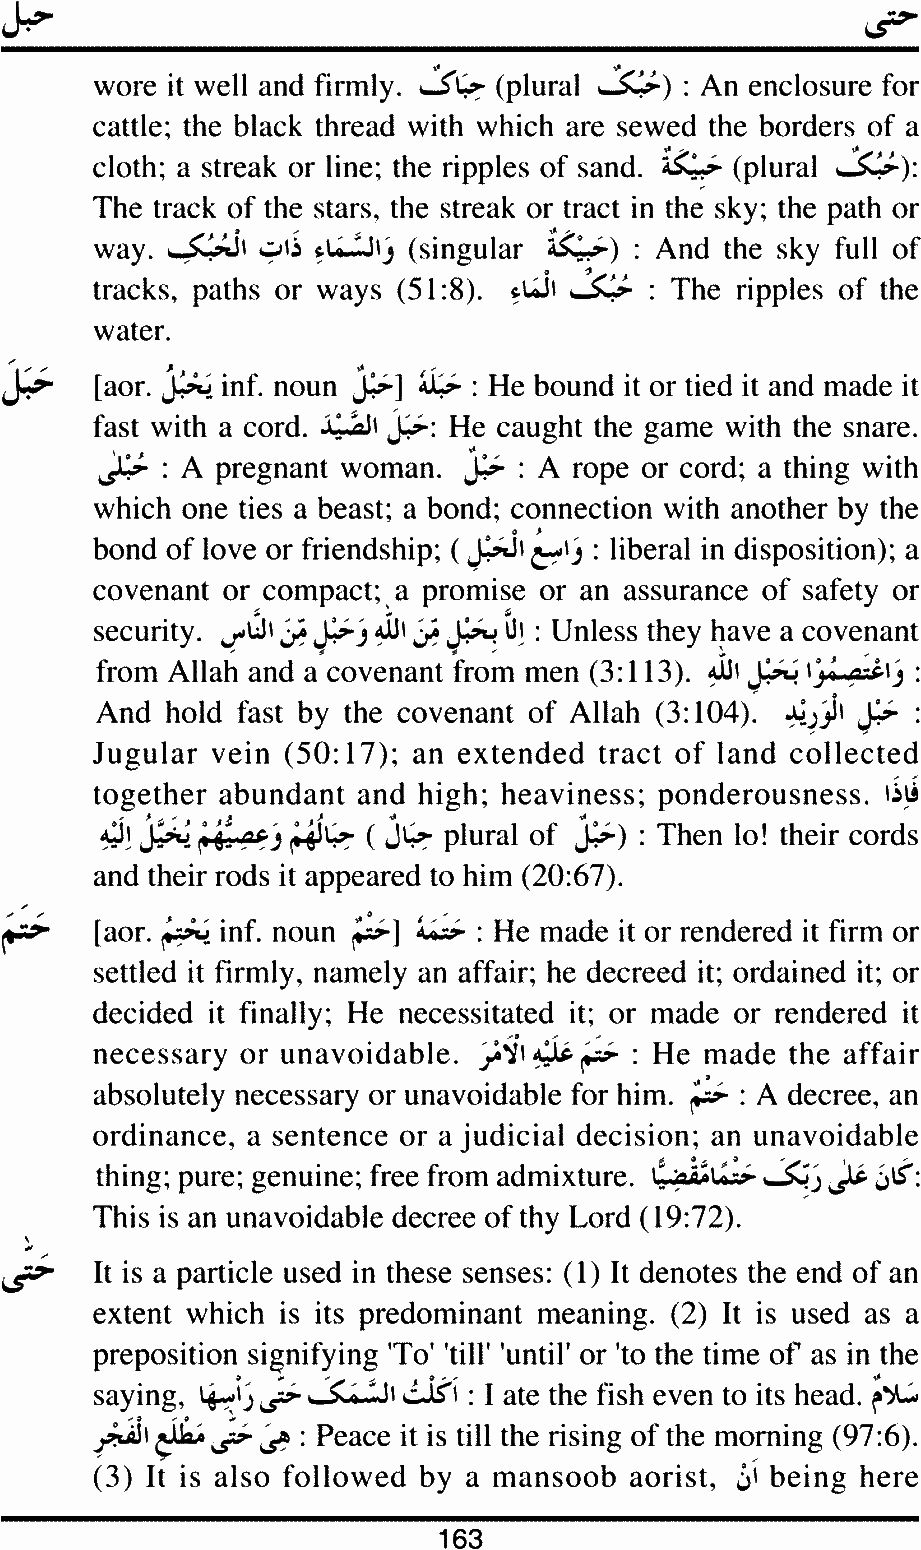 حبل حتى
wore it well and firmly. حِبَاكٌ (plural حُبُكٌ) : An enclosure for
cattle; the black thread with which are sewed the borders of a
cloth; a streak or line; the ripples of sand. حَبِيْكَةٌ (plural حُبُكٌ):
The track of the stars, the streak or tract in the sky; the path or
way. وَالسَّمَاءِ ذَاتِ الْحُبُكِ (singular حَبِيْكَةٌ) : And the sky full of
tracks, paths or ways (51:8). حُبُكُ الْمَاءِ : The ripples of the
water.
حَبَلَ [aor. يَحْبُلُ inf. noun حَبْلٌ] حَبَلَهُ : He bound it or tied it and made it
fast with a cord. حَبَلَ الصَّيْدَ: He caught the game with the snare.
حُبْلٰى : A pregnant woman. حَبْلٌ : A rope or cord; a thing with
which one ties a beast; a bond; connection with another by the
bond of love or friendship; ( وَاسِعُ الْحَبْلِ : liberal in disposition); a
covenant or compact; a promise or an assurance of safety or
security. اِلَّا بِحَبْلٍ مِّنَ اللّٰهِ وَحَبْلٍ مِّنَ النَّاسِ : Unless they have a covenant
from Allah and a covenant from men (3:113). وَاعْتَصِمُوْا بِحَبْلِ اللّٰهِ :
And hold fast by the covenant of Allah (3:104). حَبْلِ الْوَرِيْدِ :
Jugular vein (50:17); an extended tract of land collected
together abundant and high; heaviness; ponderousness. فَاِذَا
حِبَالُهُمْ وَعِصِيُّهُمْ يُخَيَّلُ اِلَيْهِ ( حِبَالٌ plural of حَبْلٌ) : Then lo! their cords
and their rods it appeared to him (20:67).
حَتَمَ [aor. يَحْتِمُ inf. noun حَتْمٌ] حَتَمَهُ : He made it or rendered it firm or
settled it firmly, namely an affair; he decreed it; ordained it; or
decided it finally; He necessitated it; or made or rendered it
necessary or unavoidable. حَتَمَ عَلَيْهِ الْاَمْرَ : He made the affair
absolutely necessary or unavoidable for him. حَتْمٌ : A decree, an
ordinance, a sentence or a judicial decision; an unavoidable
thing; pure; genuine; free from admixture. كَانَ عَلٰى رَبِّكَ حَتْمًا مَّقْضِيًّا:
This is an unavoidable decree of thy Lord (19:72).
حَتّٰى It is a particle used in these senses: (1) It denotes the end of an
extent which is its predominant meaning. (2) It is used as a
preposition signifying 'To' 'till' 'until' or 'to the time of' as in the
saying, اَكَلْتُ السَّمَكَ حَتّٰى رَاْسِهَا : I ate the fish even to its head. سَلَامٌ
هِىَ حَتّٰى مَطْلَعِ الْفَجْرِ : Peace it is till the rising of the morning (97:6).
(3) It is also followed by a mansoob aorist, اَنْ being here
163